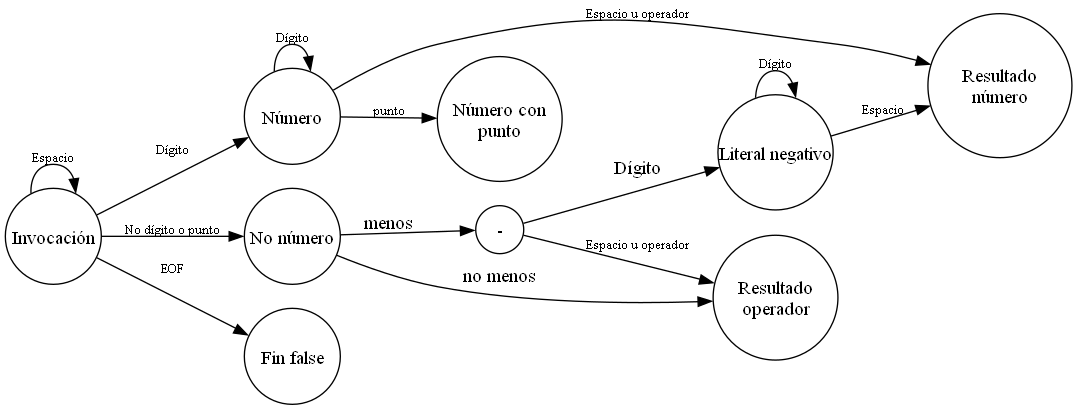 Espacio u operador
Dígito
Resultado
número
Número
punto
Número con
punto
Dígito
Literal negativo
Espacio
Espacio
Dígito
Dígito
Invocación
No dígito o punto
No número
menos
-
Espacio u operador
no menos
Resultado
operador
EOF
Fin false